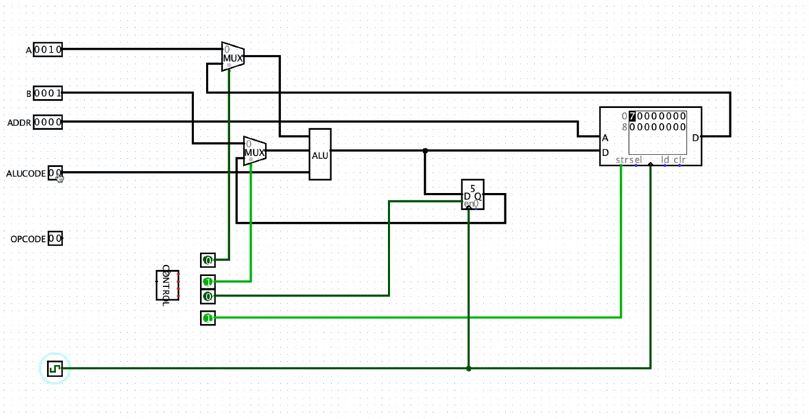 A 0010
0
MUX
B 0001
ADDR 0000
0 70000000
8 00000000
A
D
D
str sel ld clr
0
MUX
ALU
ALUCODE 00
5
D Q
en0
OPCODE 00
CONTROL
0
1
0
1